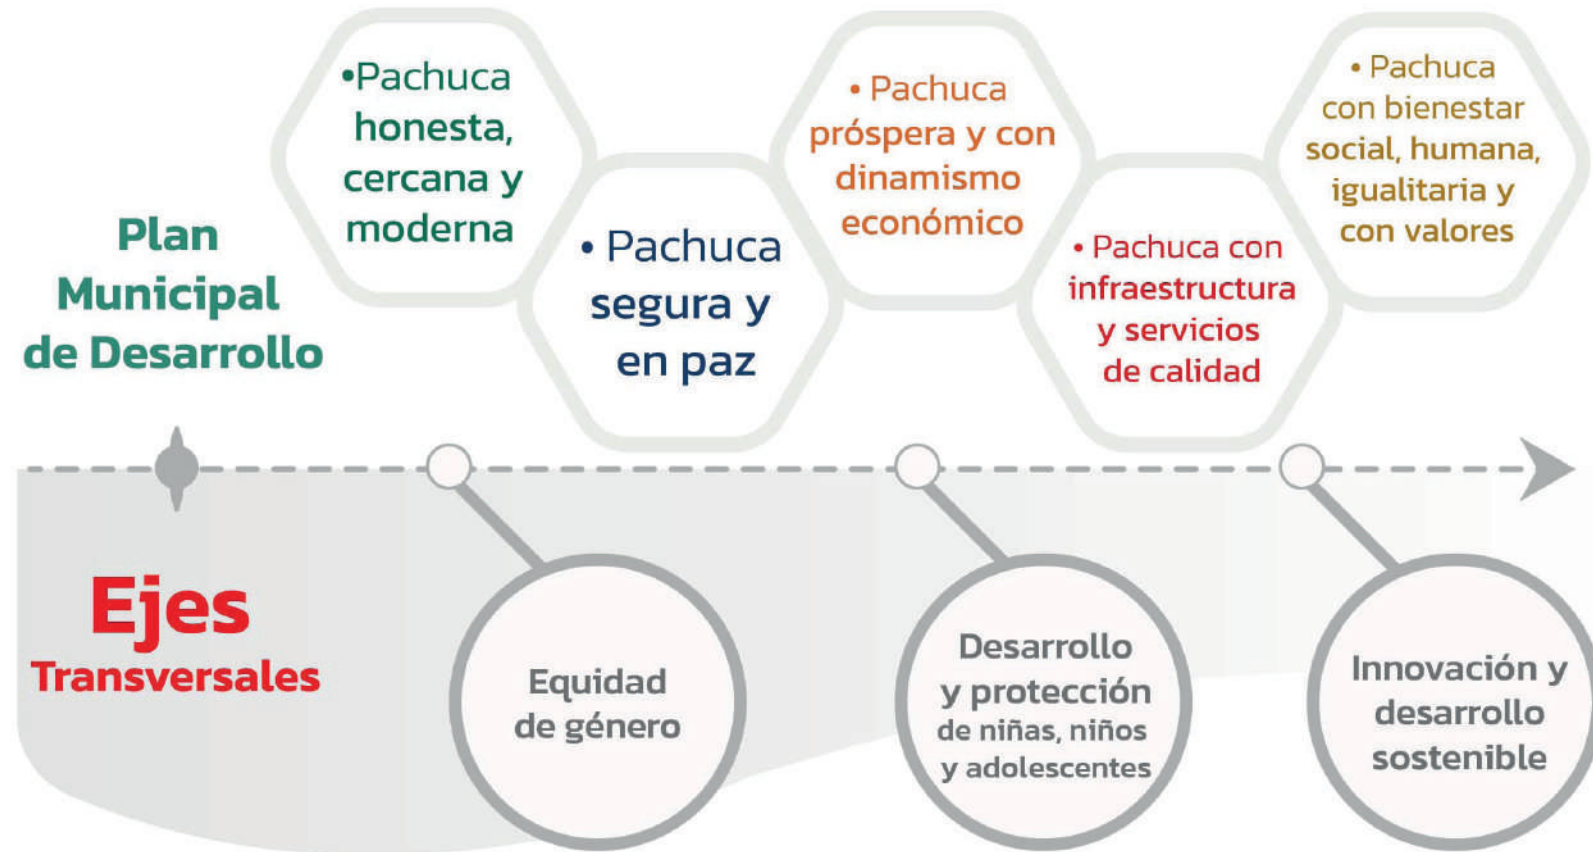 Plan
Municipal
de Desarrollo
•Pachuca
honesta,
cercana y
moderna
• Pachuca
segura y
en paz
• Pachuca
próspera y con
dinamismo
económico
• Pachuca con
infraestructura
y servicios
de calidad
• Pachuca
con bienestar
social, humana,
igualitaria y
con valores
Ejes
Transversales
Equidad
de género
Desarrollo
y protección
de niñas, niños
y adolescentes
Innovación y
desarrollo
sostenible